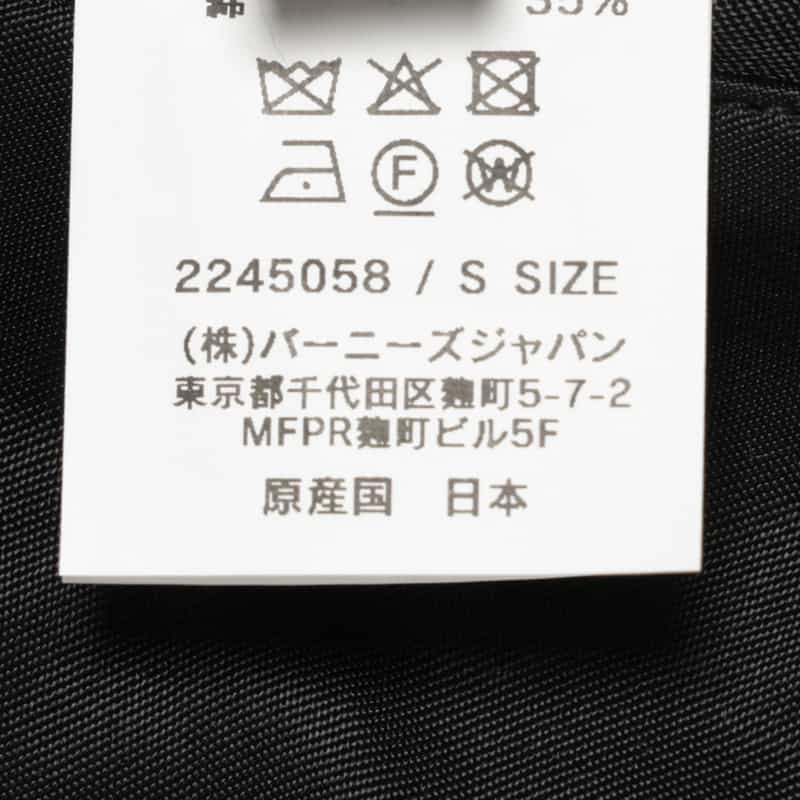 綿 35%
F W
2245058 / S SIZE
(株)バーニーズジャパン
東京都千代田区麹町5-7-2
MFPR麹町ビル5F
原産国 日本